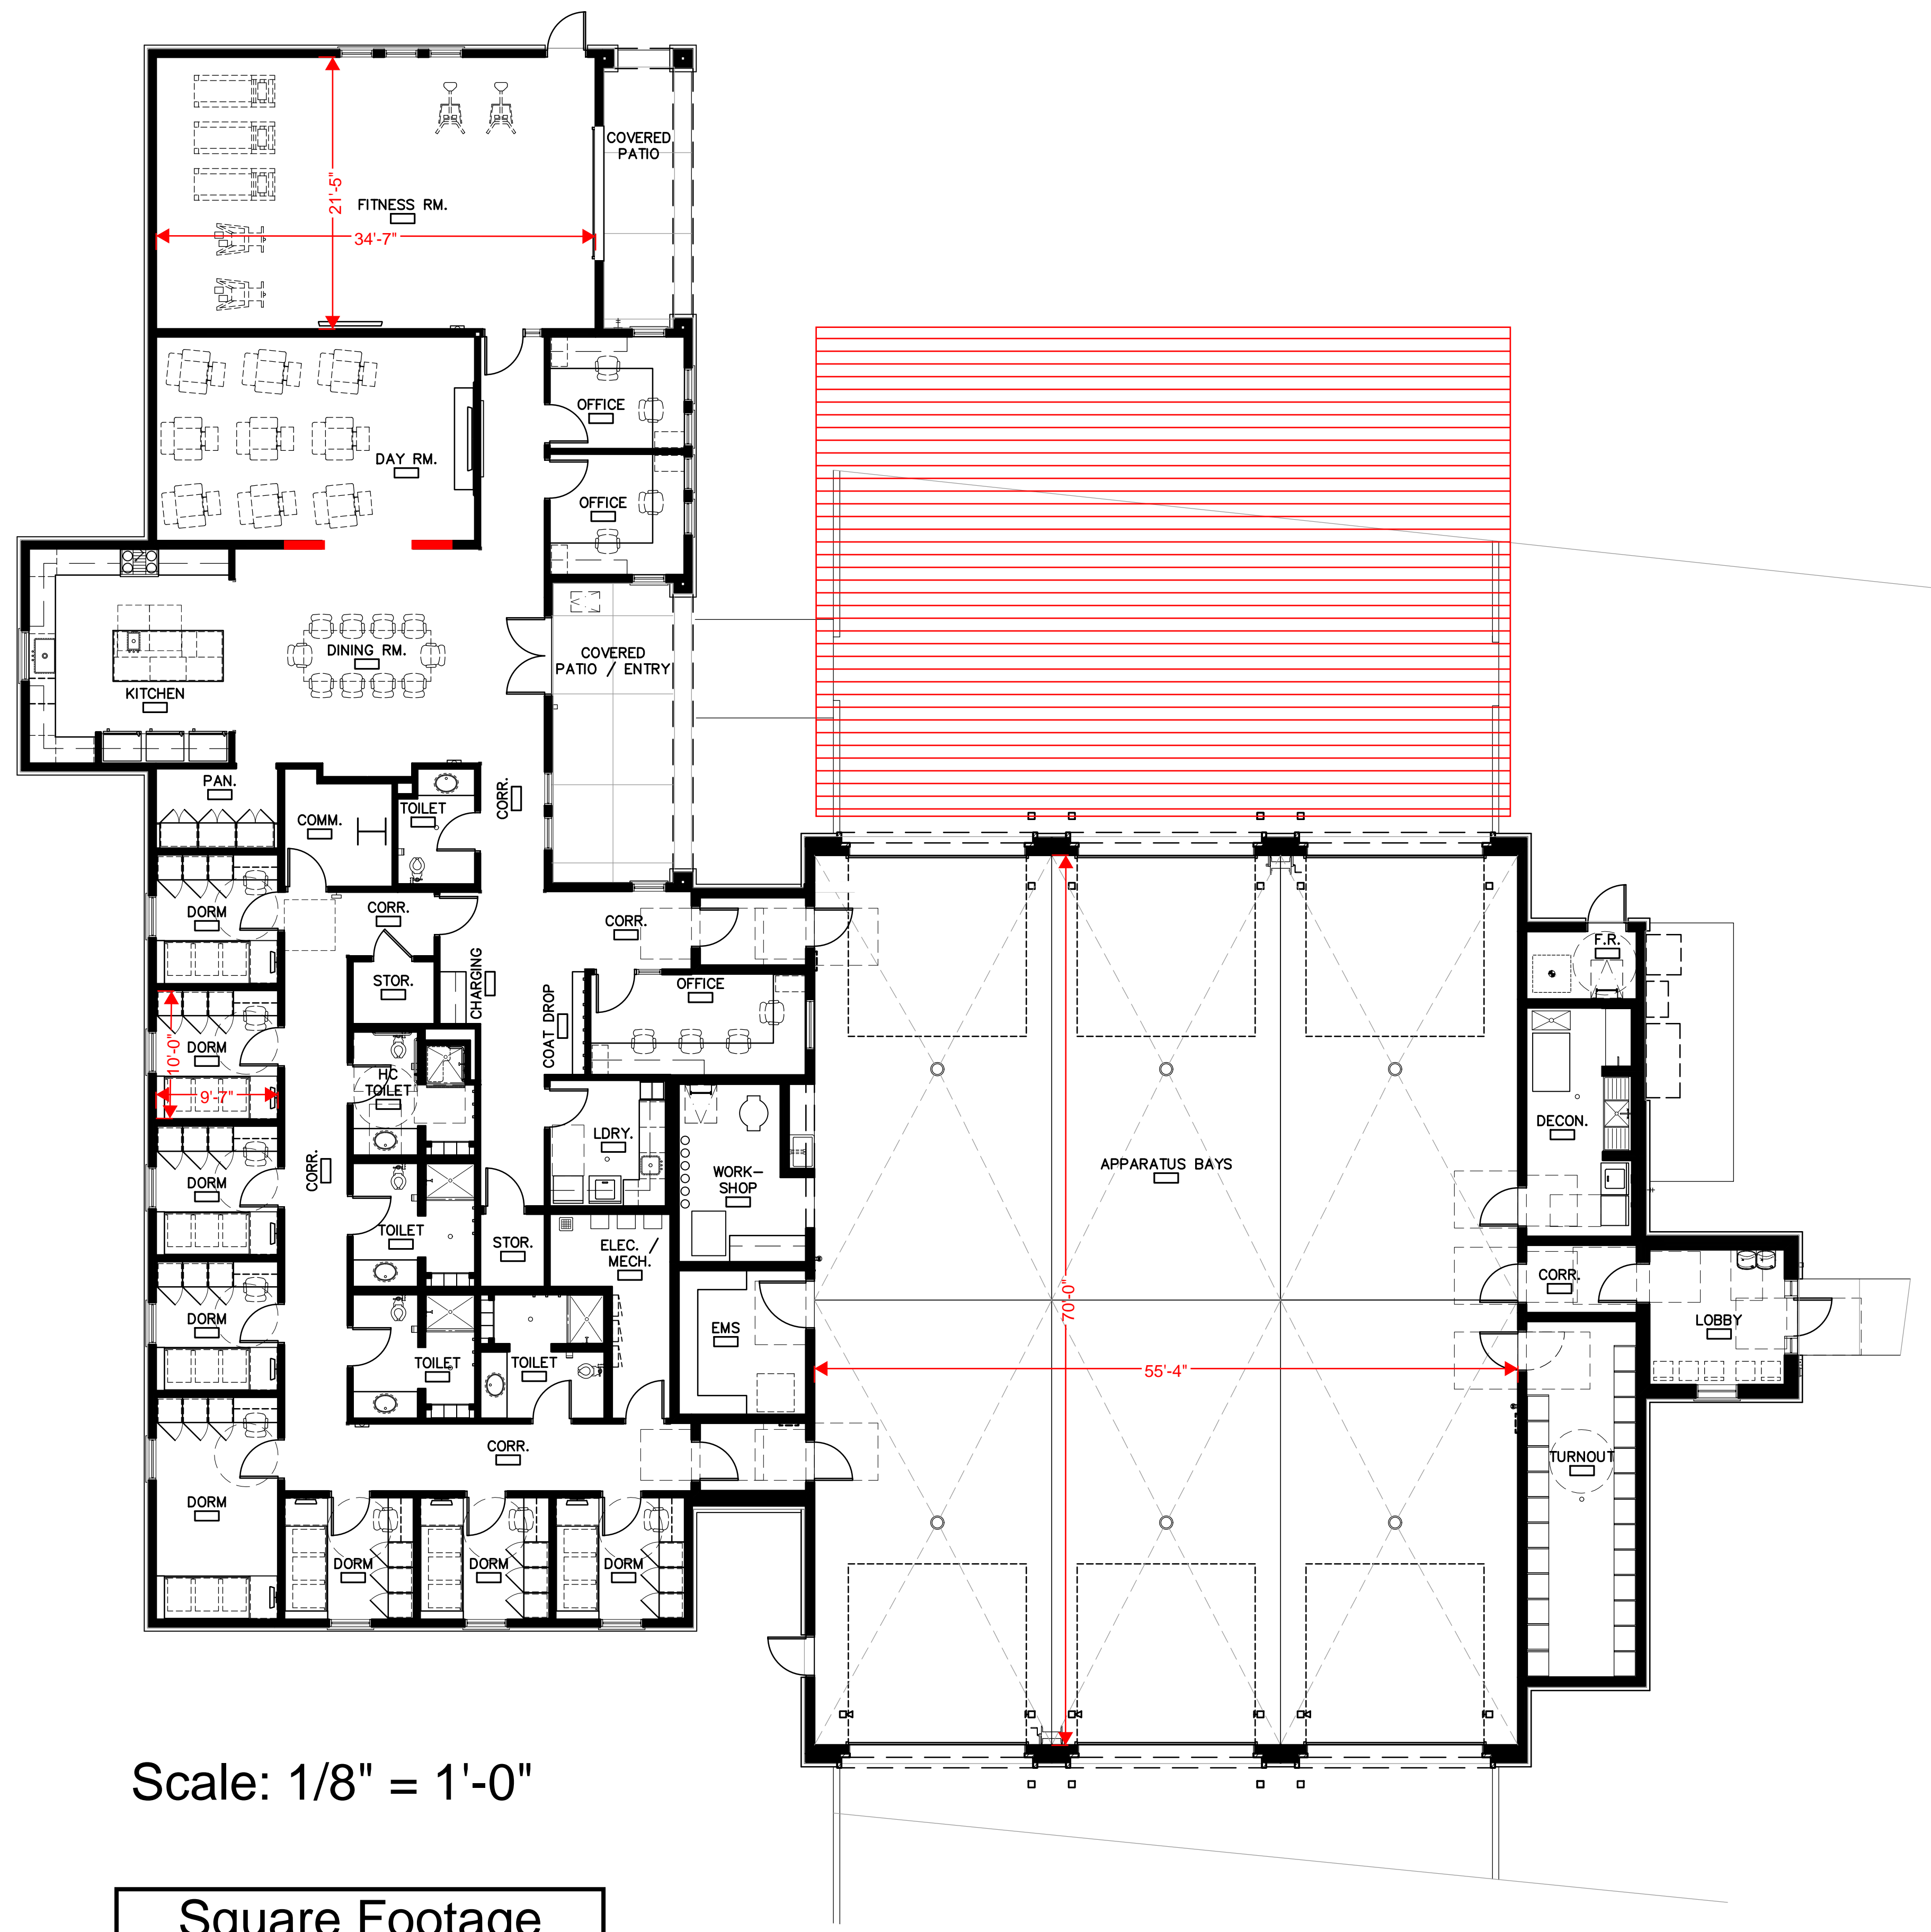 COVERED
PATIO
21'-5"
FITNESS RM.
34'-7"
OFFICE
DAY RM.
OFFICE
DINING RM.
COVERED
PATIO / ENTRY
KITCHEN
PAN.
COMM.
TOILET
CORR.
DORM
CORR.
CORR.
F.R.
STOR.
CHARGING
OFFICE
COAT DROP
10'-0"
DORM
9'-7"
HC
TOILET
DECON.
LDRY.
WORK-
SHOP
APPARATUS BAYS
DORM
CORR.
TOILET
STOR.
ELEC. /
MECH.
CORR.
70'-0"
DORM
EMS
LOBBY
TOILET
TOILET
55'-4"
CORR.
TURNOUT
DORM
DORM
DORM
DORM
Scale: 1/8" = 1'-0"
Square Footage